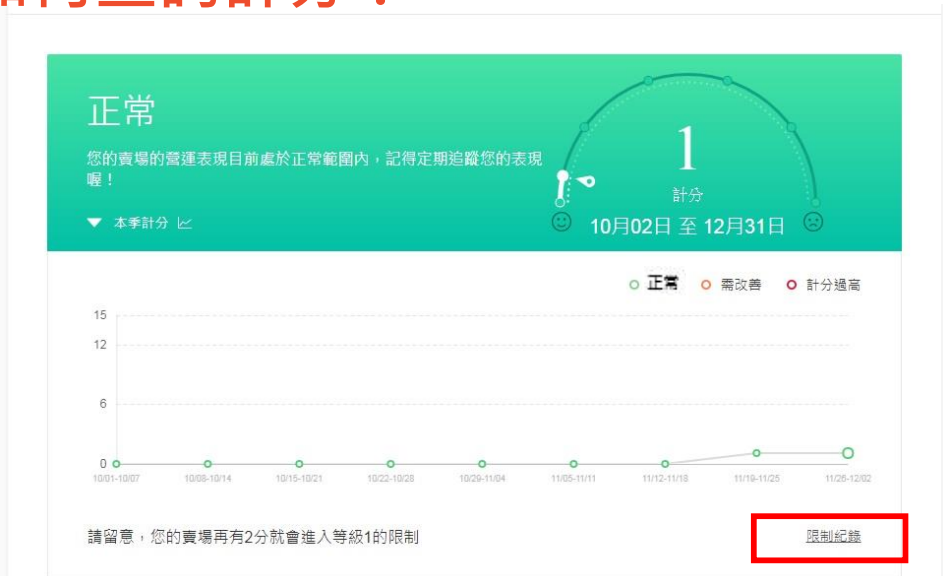 正常
您的賣場的營運表現目前處於正常範圍內，記得定期追蹤您的表現
喔！
本季計分
1
計分
10月02日 至 12月31日
正常 需改善 計分過高
15
12
6
0
10/01-10/07 10/08-10/14 10/15-10/21 10/22-10/28 10/29-11/04 11/05-11/11 11/12-11/18 11/19-11/25 11/26-12/02
請留意，您的賣場再有2分就會進入等級1的限制
限制紀錄